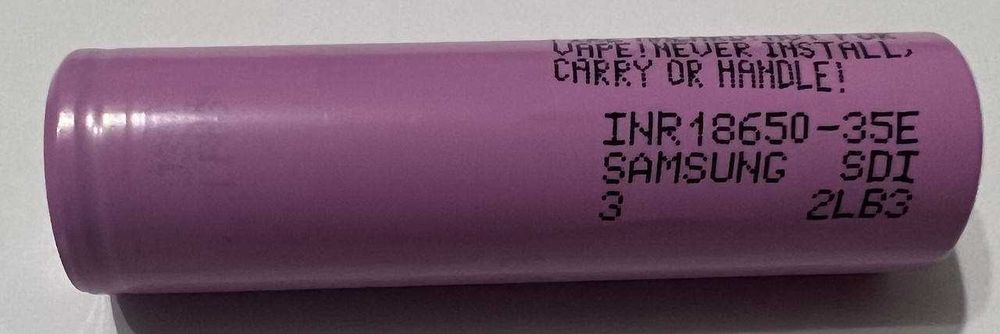 VAPE! NEVER INSTALL,
CARRY OR HANDLE!
INR18650-35E
SAMSUNG SDI
3 2LB3